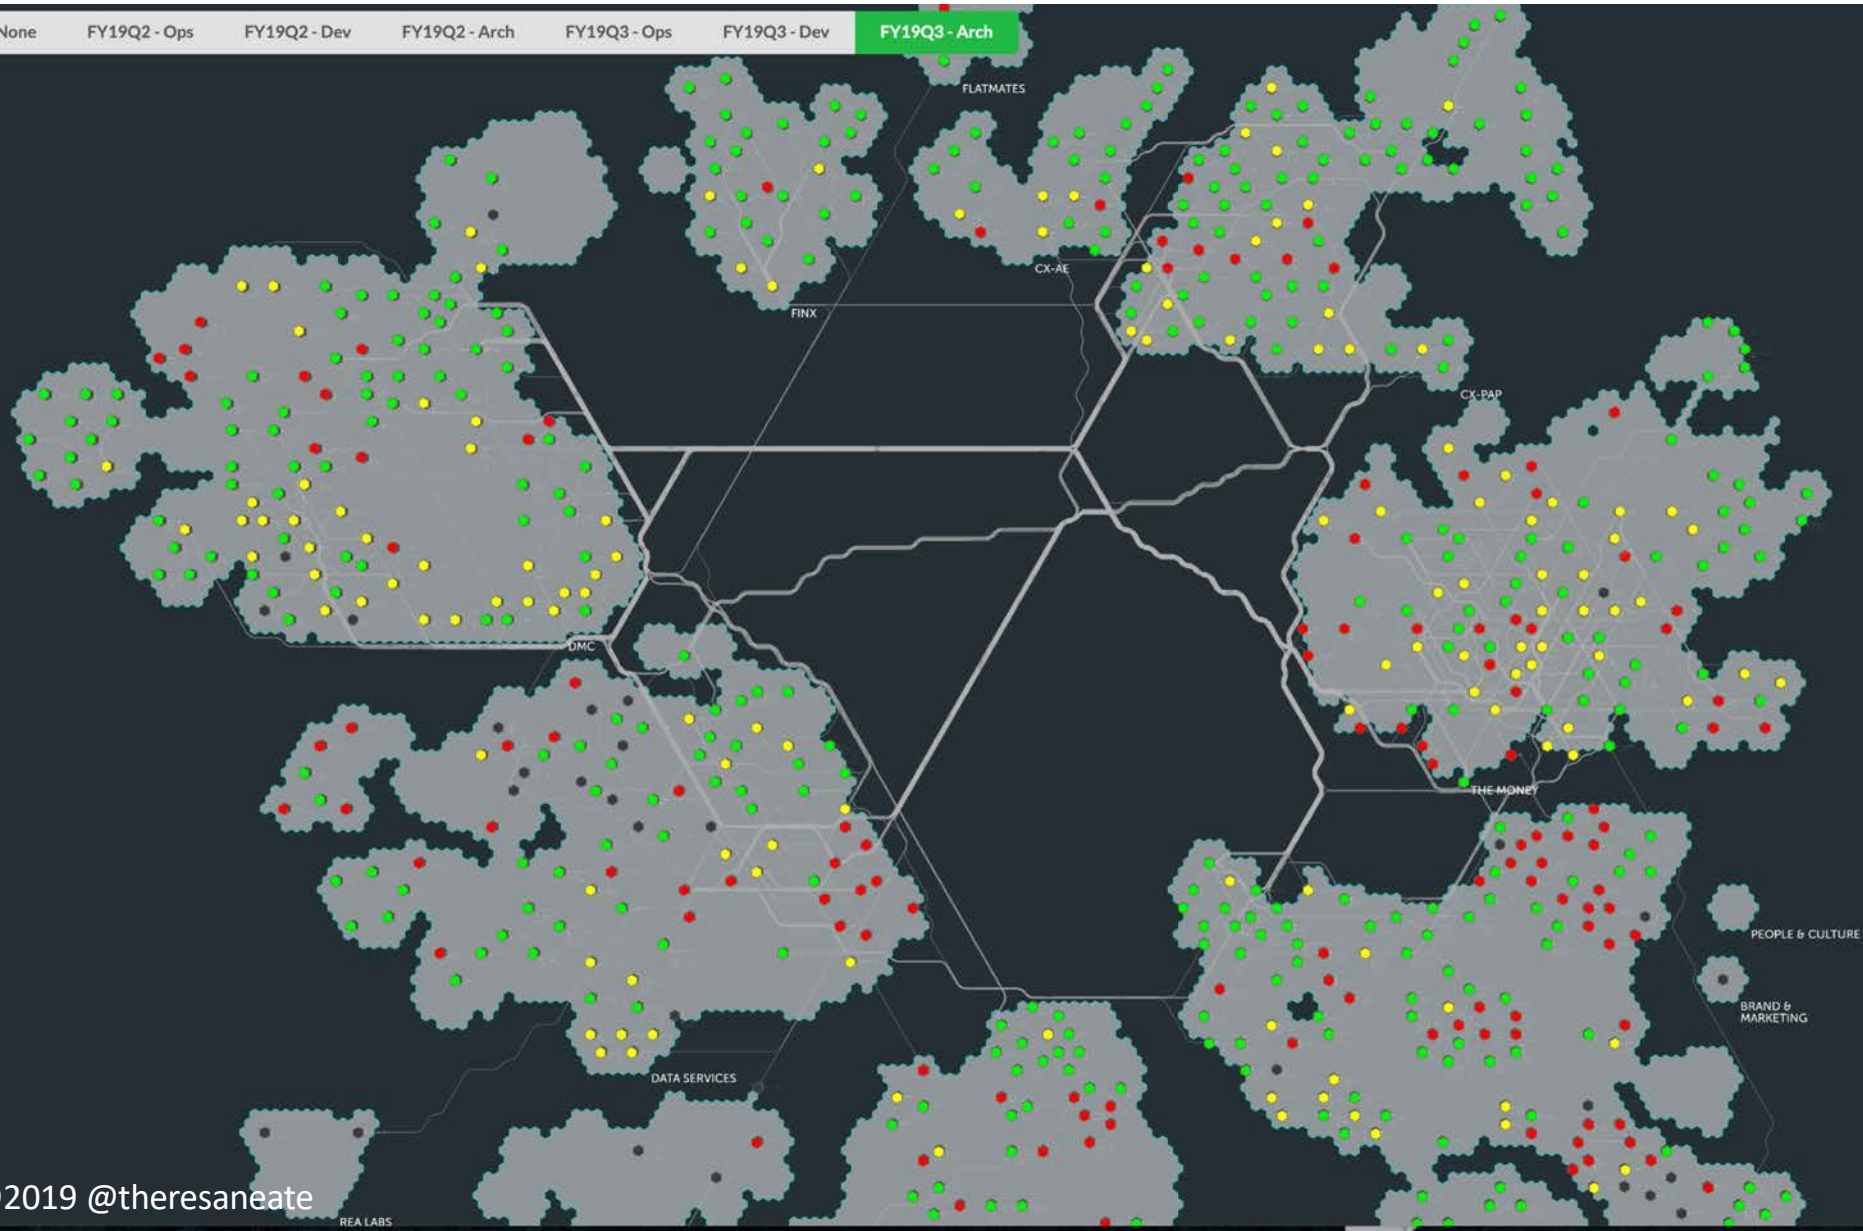 None FY19Q2 - Ops FY19Q2 - Dev FY19Q2 - Arch FY19Q3 - Ops FY19Q3 - Dev FY19Q3 - Arch
FLATMATES
CX-AE
FINX
CX-PAP
DMC
THE MONEY
PEOPLE & CULTURE
BRAND &
MARKETING
DATA SERVICES
2019 @theresaneate
REA LABS